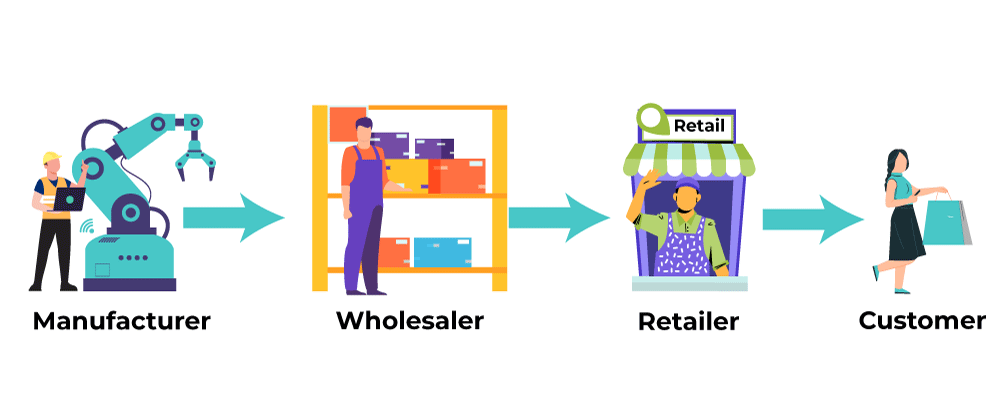 Retail
Manufacturer
Wholesaler
Retailer
Customer